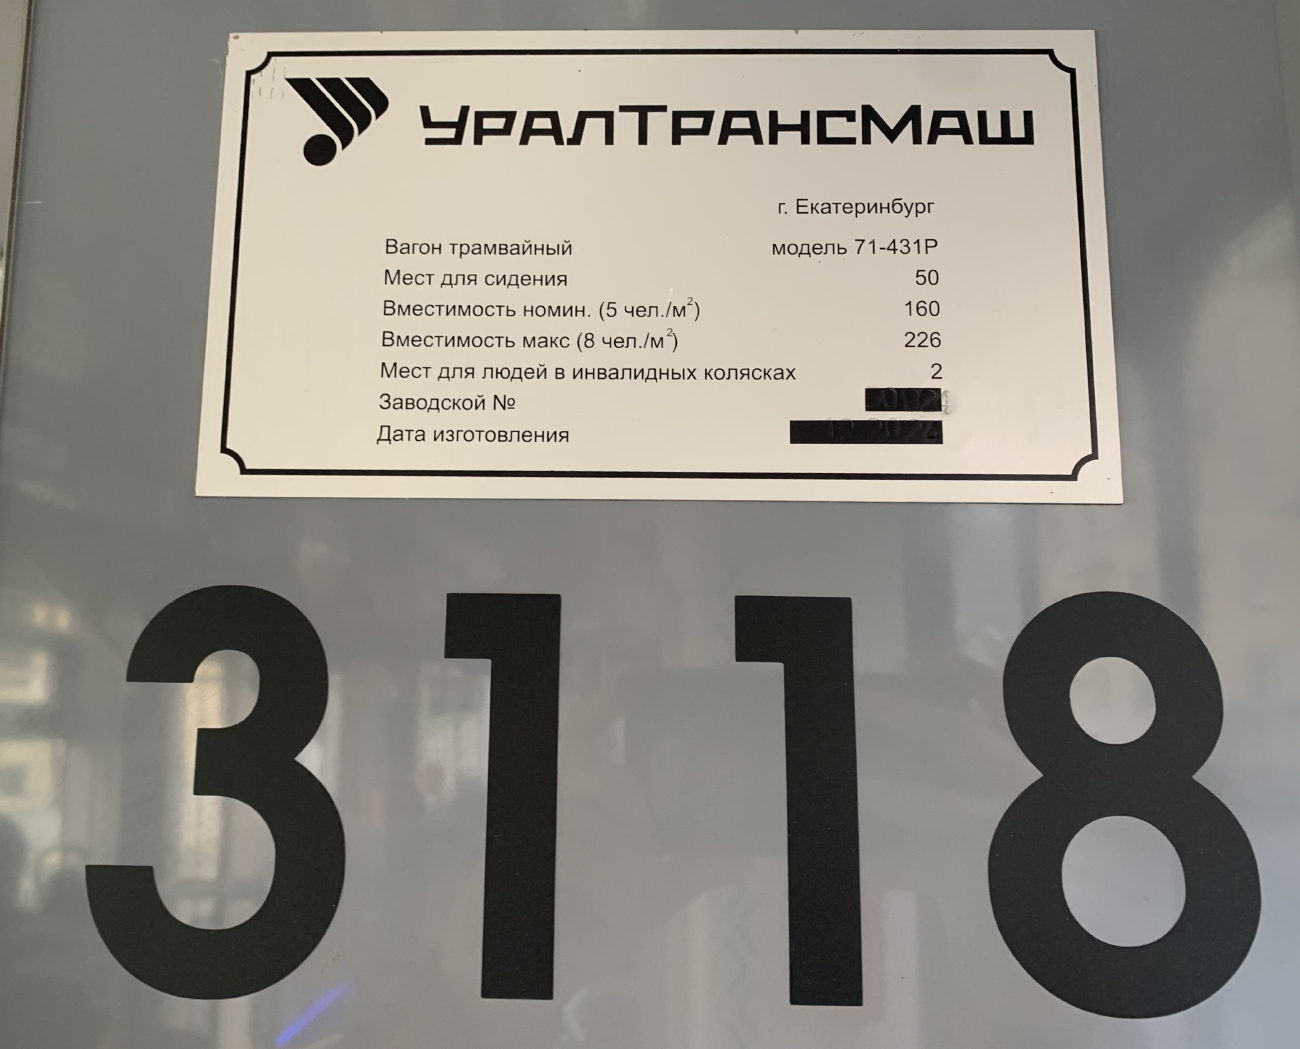 УралТрансМаш
г. Екатеринбург
Вагон трамвайный модель 71-431Р
Мест для сидения 50
Вместимость номин. (5 чел./м²) 160
Вместимость макс (8 чел./м²) 226
Мест для людей в инвалидных колясках 2
Заводской №
Дата изготовления
3118